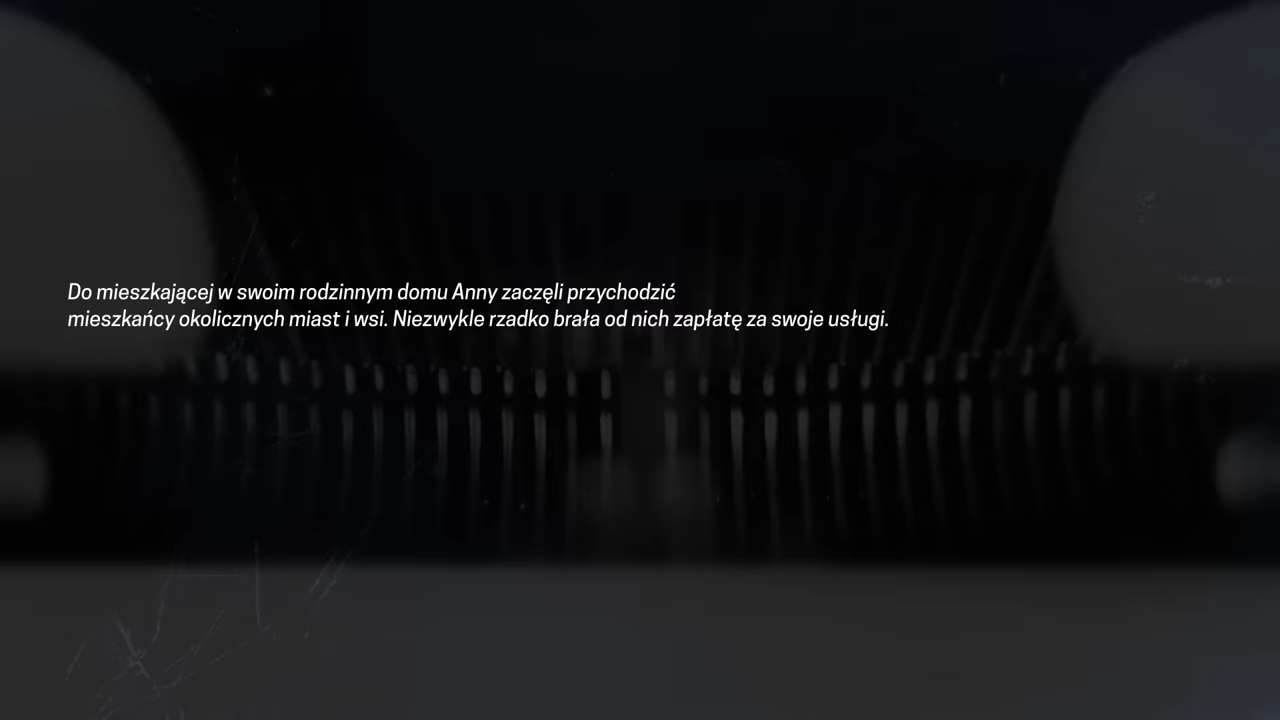 Do mieszkającej w swoim rodzinnym domu Anny zaczęli przychodzić
mieszkańcy okolicznych miast i wsi. Niezwykle rzadko brała od nich zapłatę za swoje usługi.